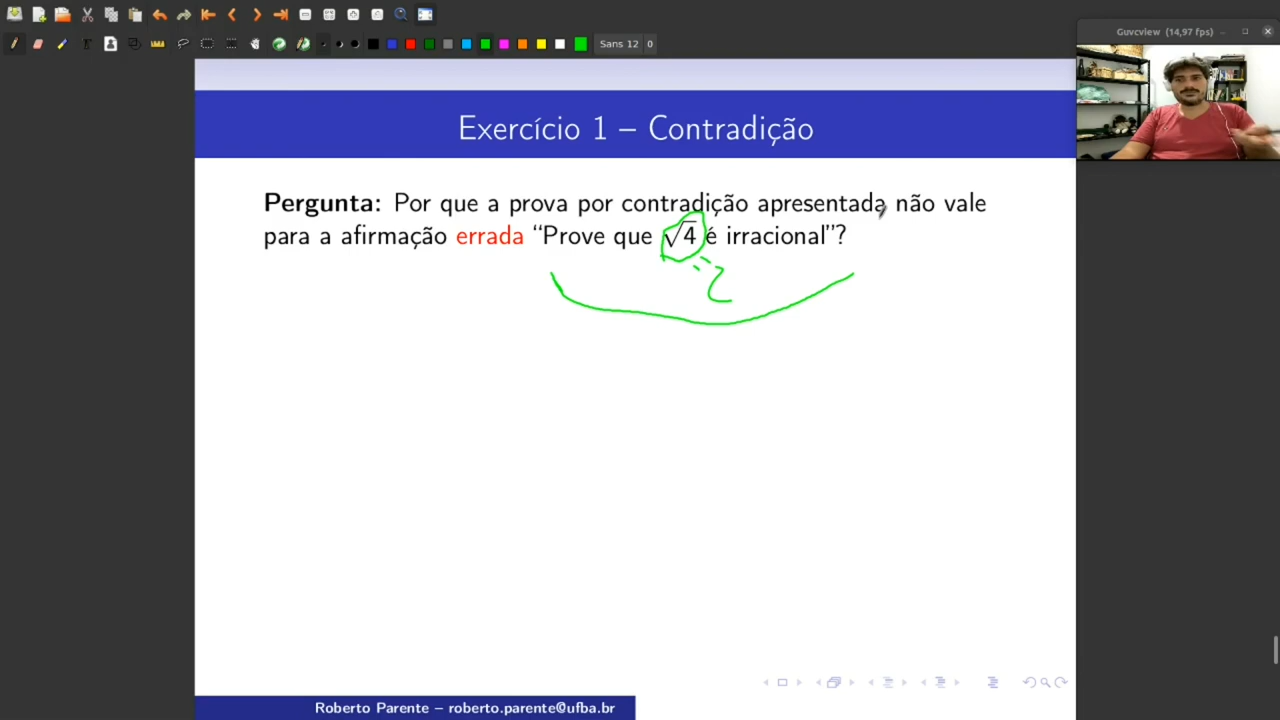 Guvcview (14,97 fps)
Sans 12 0
Exercício 1 – Contradição
Pergunta: Por que a prova por contradição apresentada não vale
para a afirmação errada “Prove que √4 é irracional”?
2
Roberto Parente – roberto.parente@ufba.br